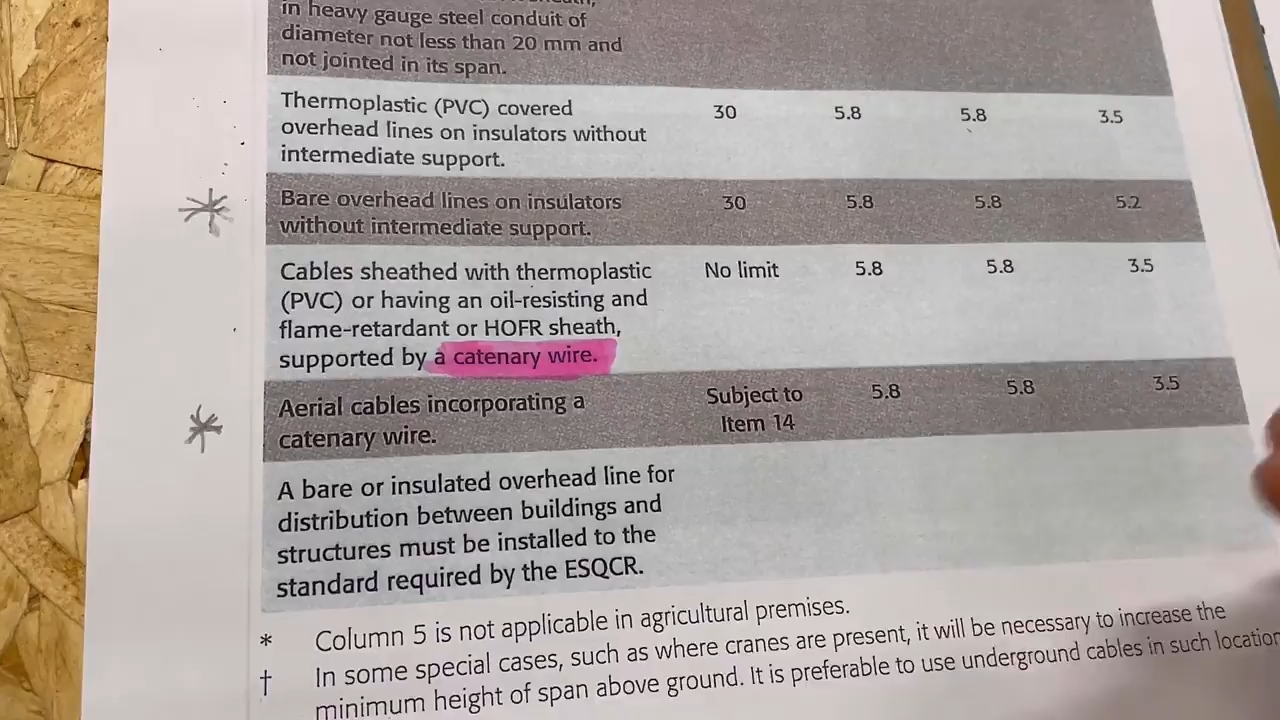 in heavy gauge steel conduit of
diameter not less than 20 mm and
not jointed in its span.
Thermoplastic (PVC) covered 30 5.8 5.8 3.5
overhead lines on insulators without
intermediate support.
Bare overhead lines on insulators 30 5.8 5.8 5.2
without intermediate support.
Cables sheathed with thermoplastic No limit 5.8 5.8 3.5
(PVC) or having an oil-resisting and
flame-retardant or HOFR sheath,
supported by a catenary wire.
Aerial cables incorporating a Subject to 5.8 5.8 3.5
catenary wire. Item 14
A bare or insulated overhead line for
distribution between buildings and
structures must be installed to the
standard required by the ESQCR.
* Column 5 is not applicable in agricultural premises.
† In some special cases, such as where cranes are present, it will be necessary to increase the
minimum height of span above ground. It is preferable to use underground cables in such